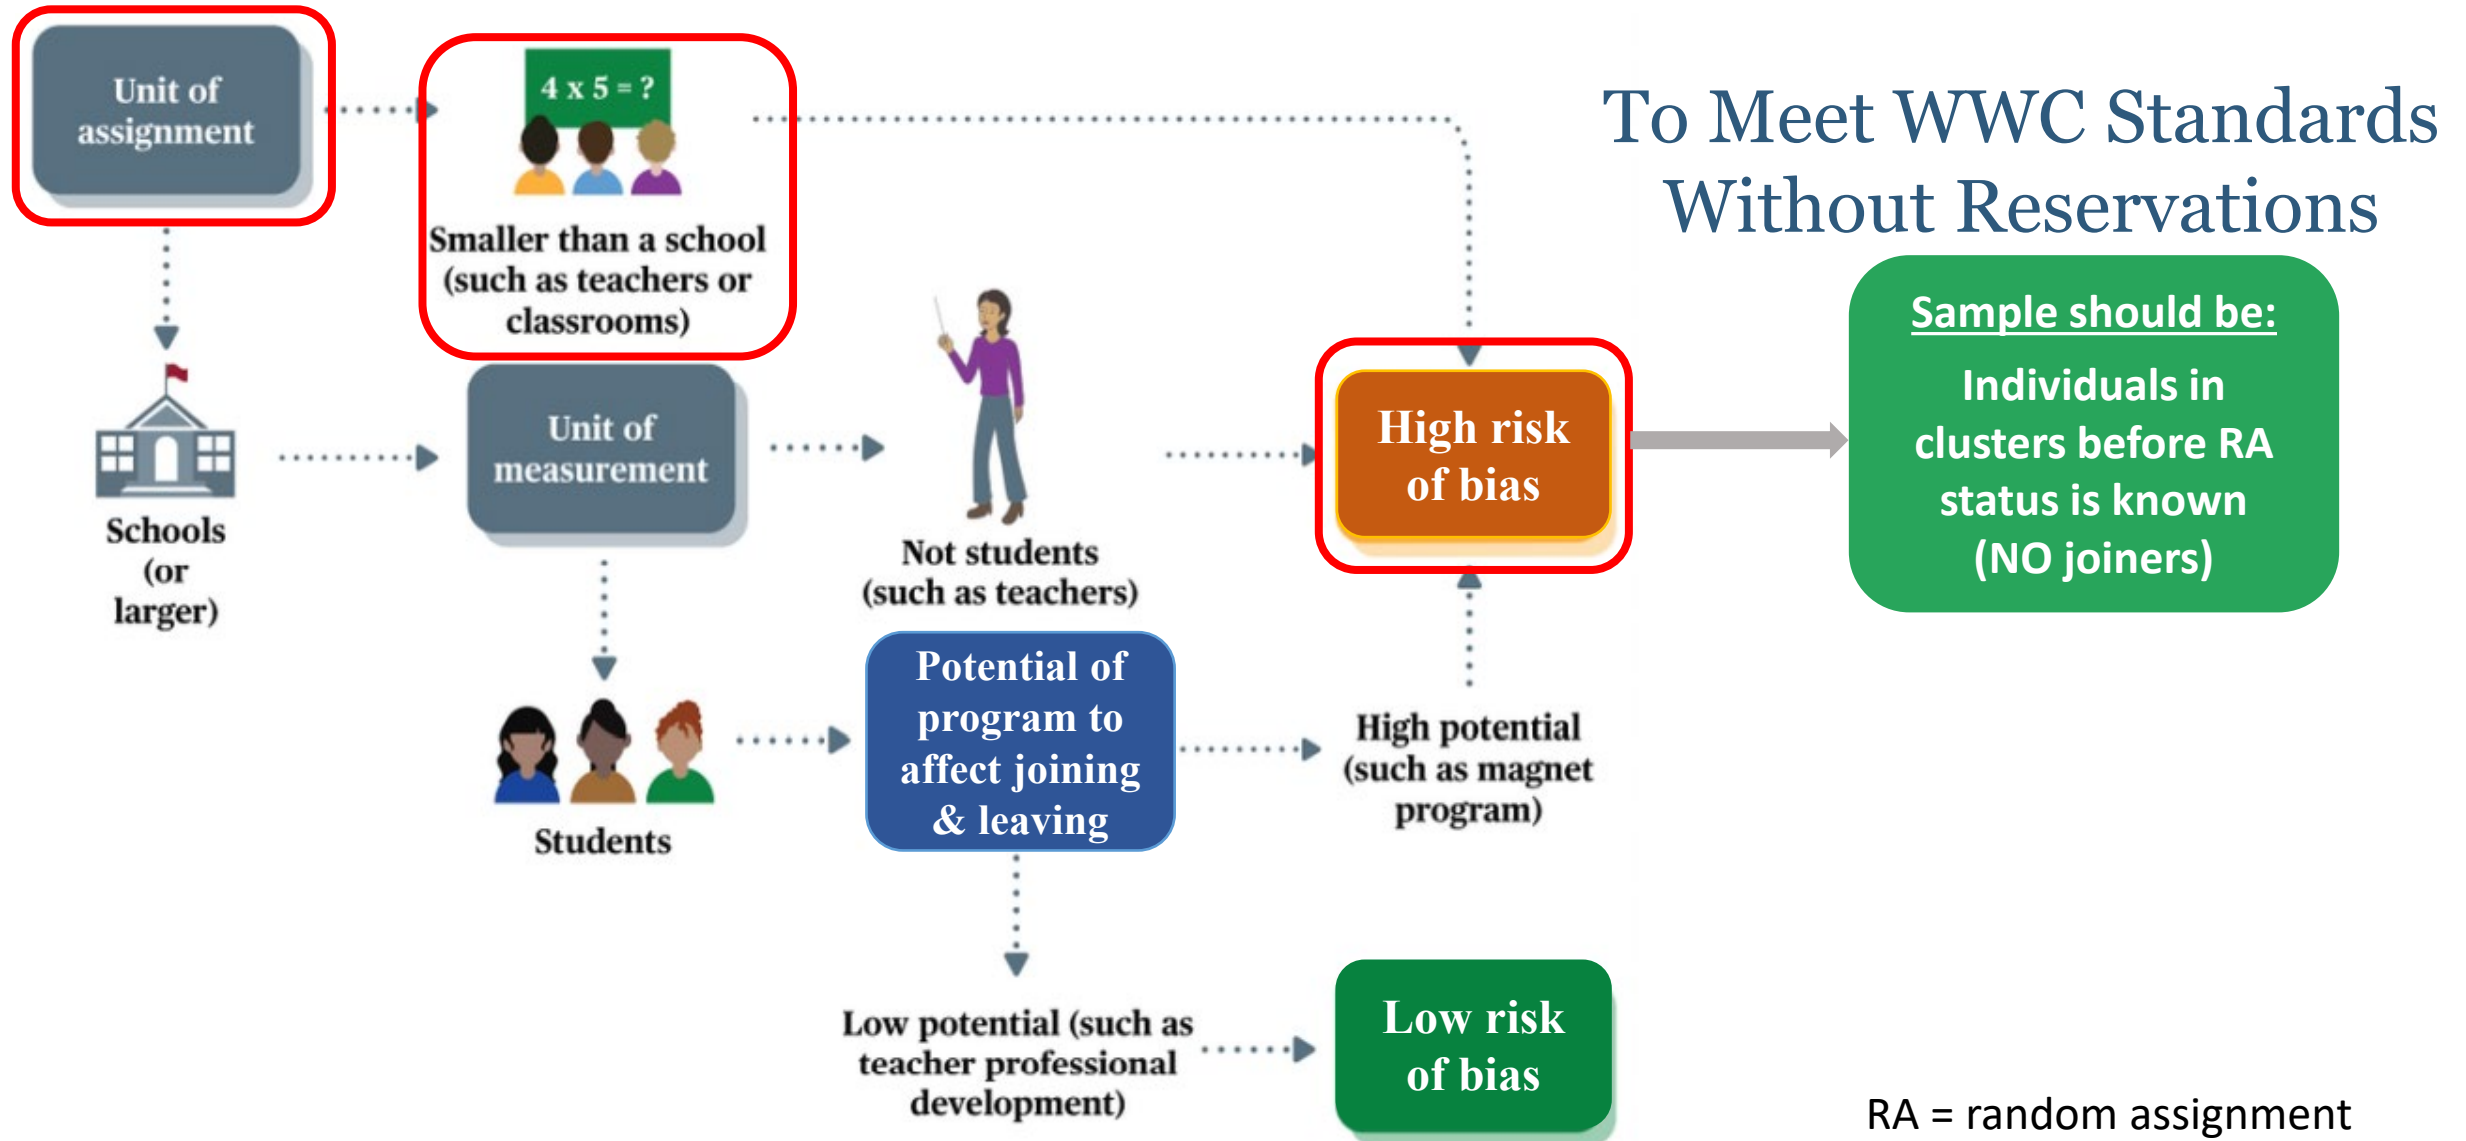 Unit of
assignment
4 x 5 = ?
Smaller than a school
(such as teachers or
classrooms)
To Meet WWC Standards
Without Reservations
Sample should be:
Individuals in
clusters before RA
status is known
(NO joiners)
Schools
(or
larger)
Unit of
measurement
Not students
(such as teachers)
High risk
of bias
Students
Potential of
program to
affect joining
& leaving
High potential
(such as magnet
program)
Low potential (such as
teacher professional
development)
Low risk
of bias
RA = random assignment